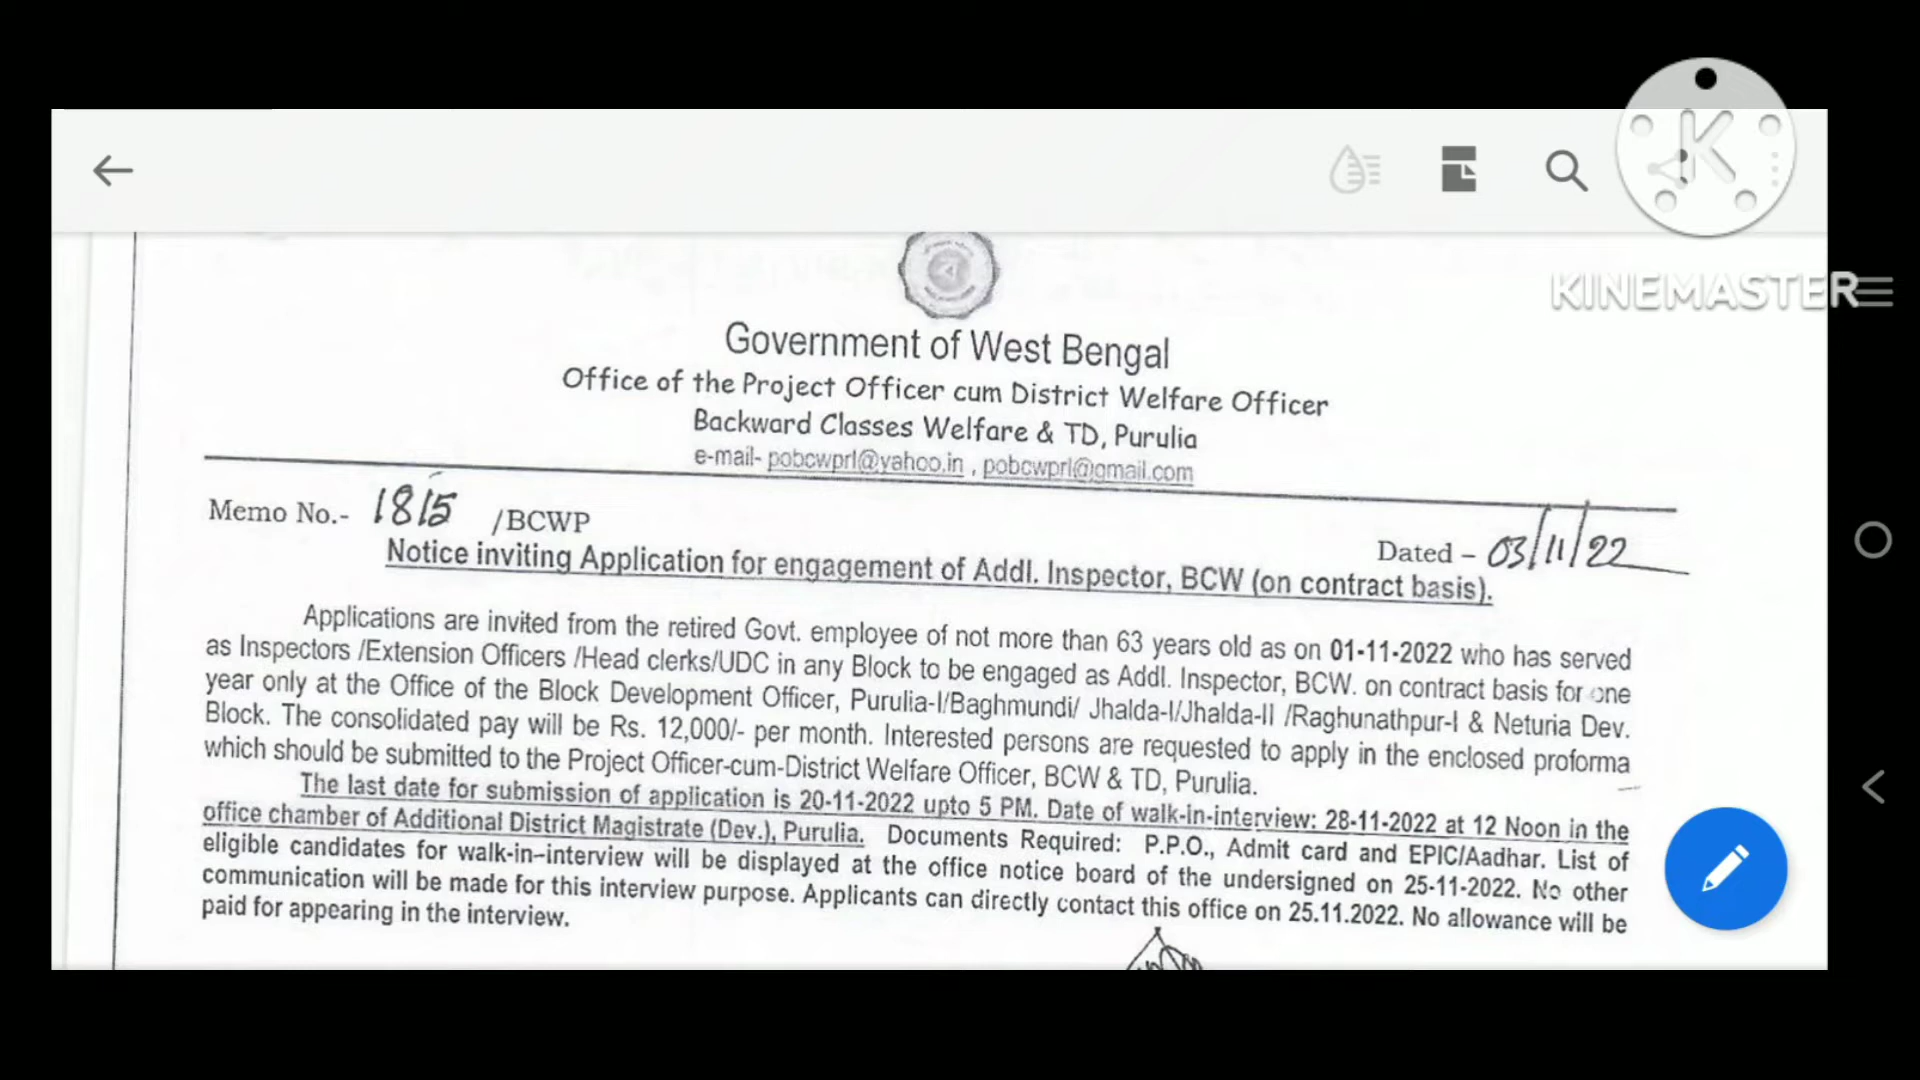 K
KINEMASTER
Government of West Bengal
Office of the Project Officer cum District Welfare Officer
Backward Classes Welfare & TD, Purulia
e-mail- pobcwprl@yahoo.in , pobcwprl@gmail.com
Memo No.- 1815 /BCWP
Dated – 03/11/22
Notice inviting Application for engagement of Addl. Inspector, BCW (on contract basis).
Applications are invited from the retired Govt. employee of not more than 63 years old as on 01-11-2022 who has served
as Inspectors /Extension Officers /Head clerks/UDC in any Block to be engaged as Addl. Inspector, BCW. on contract basis for one
year only at the Office of the Block Development Officer, Purulia-I/Baghmundi/ Jhalda-I/Jhalda-II /Raghunathpur-I & Neturia Dev.
Block. The consolidated pay will be Rs. 12,000/- per month. Interested persons are requested to apply in the enclosed proforma
which should be submitted to the Project Officer-cum-District Welfare Officer, BCW & TD, Purulia.
The last date for submission of application is 20-11-2022 upto 5 PM. Date of walk-in-interview: 28-11-2022 at 12 Noon in the
office chamber of Additional District Magistrate (Dev.), Purulia. Documents Required: P.P.O., Admit card and EPIC/Aadhar. List of
eligible candidates for walk-in-interview will be displayed at the office notice board of the undersigned on 25-11-2022. No other
communication will be made for this interview purpose. Applicants can directly contact this office on 25.11.2022. No allowance will be
paid for appearing in the interview.